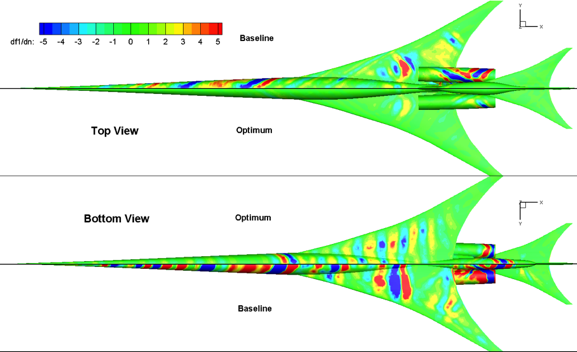 df1/dn: -5 -4 -3 -2 -1 0 1 2 3 4 5
Baseline
Y
X
Top View
Optimum
Bottom View
Optimum
X
Y
Baseline